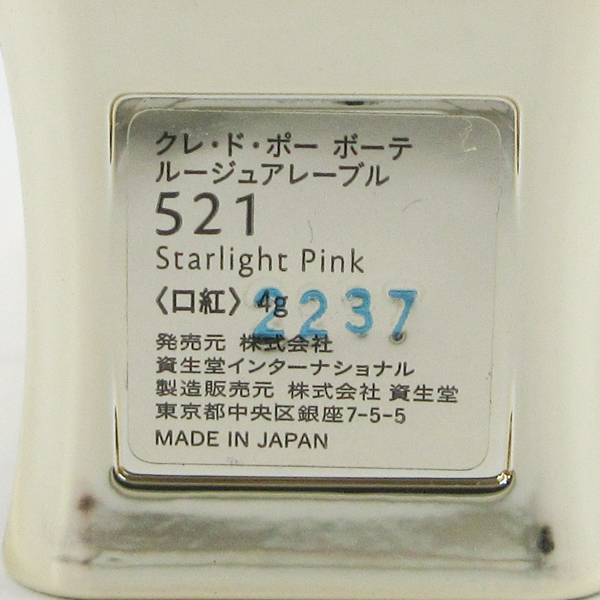 クレ・ド・ポー ボーテ
ルージュアレーブル
521
Starlight Pink
〈口紅〉4g
2237
発売元 株式会社
資生堂インターナショナル
製造販売元 株式会社 資生堂
東京都中央区銀座7-5-5
MADE IN JAPAN